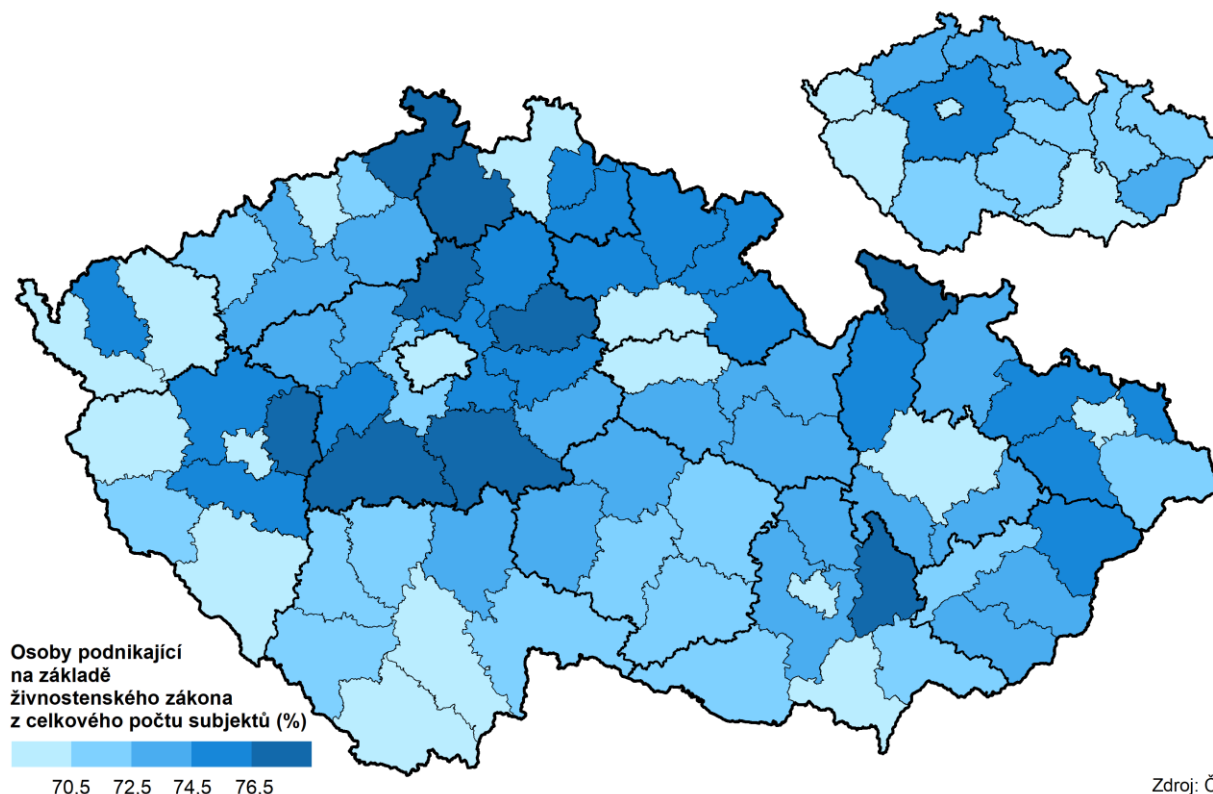 Osoby podnikající
na základě
živnostenského zákona
z celkového počtu subjektů (%)
70.5 72.5 74.5 76.5
Zdroj: